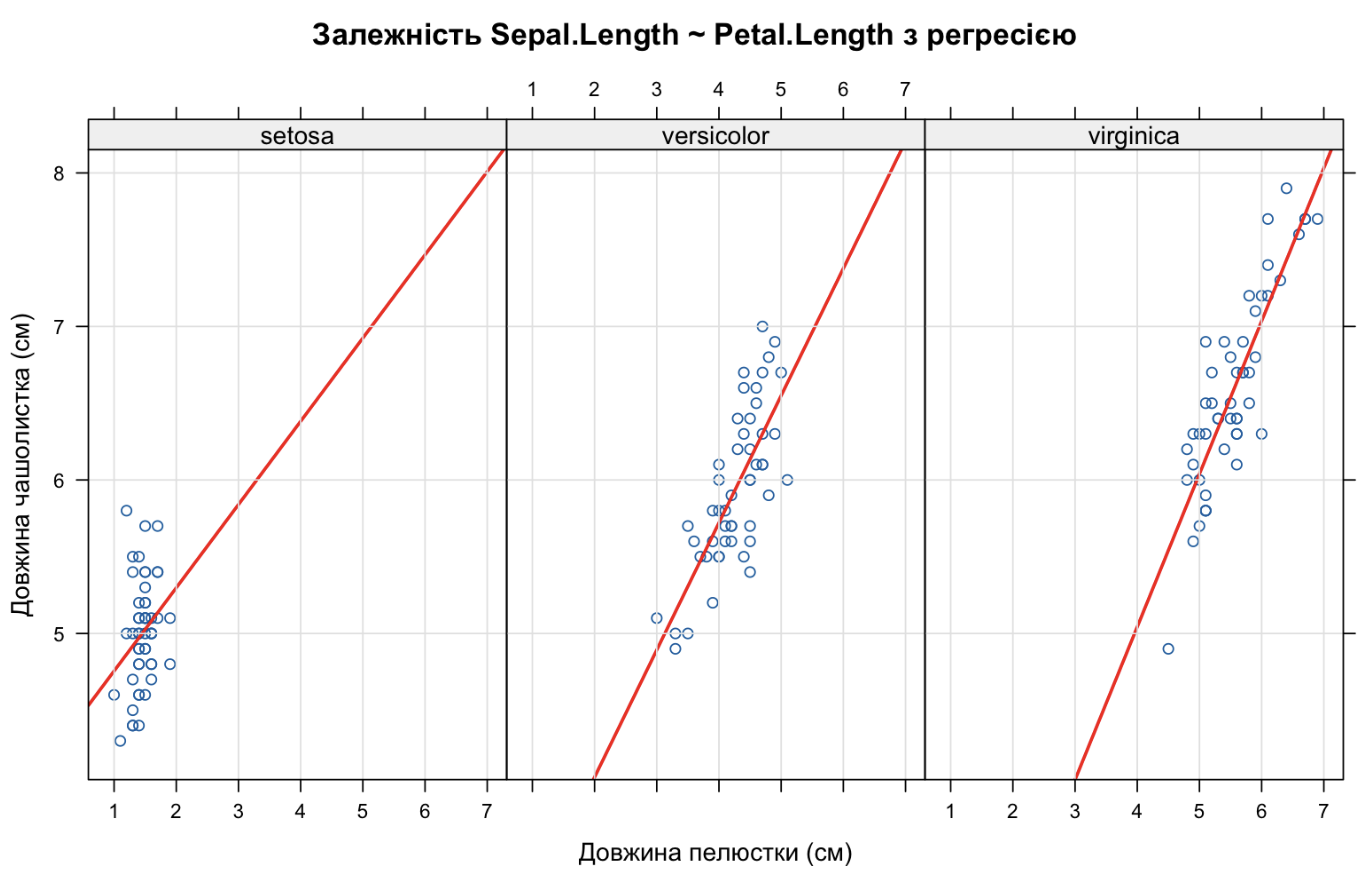 Залежність Sepal.Length ~ Petal.Length з регресією
1 2 3 4 5 6 7
setosa versicolor virginica
8
7
6
5
Довжина чашолистка (см)
1 2 3 4 5 6 7 1 2 3 4 5 6 7
Довжина пелюстки (см)